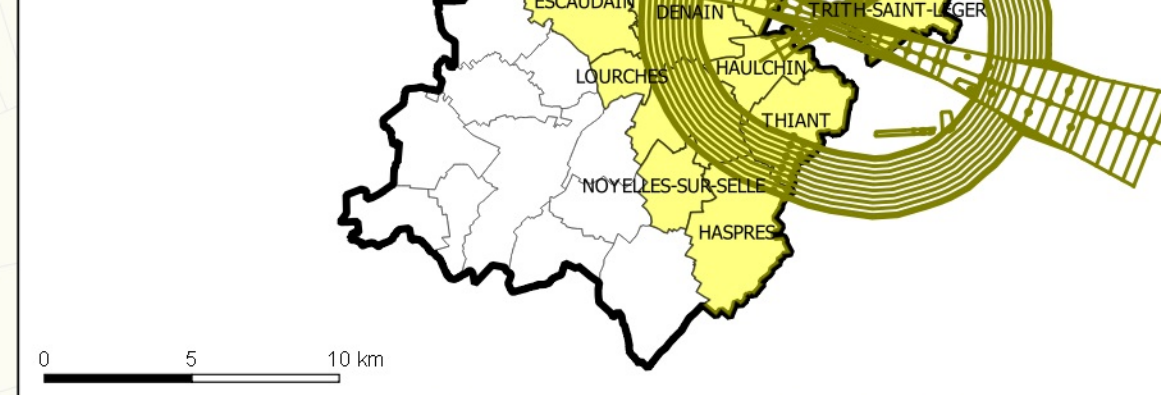 ESCAUDAIN
DENAIN
TRITH-SAINT-LEGER
LOURCHES
HAULCHIN
THIANT
NOYELLES-SUR-SELLE
HASPRES
0 5 10 km